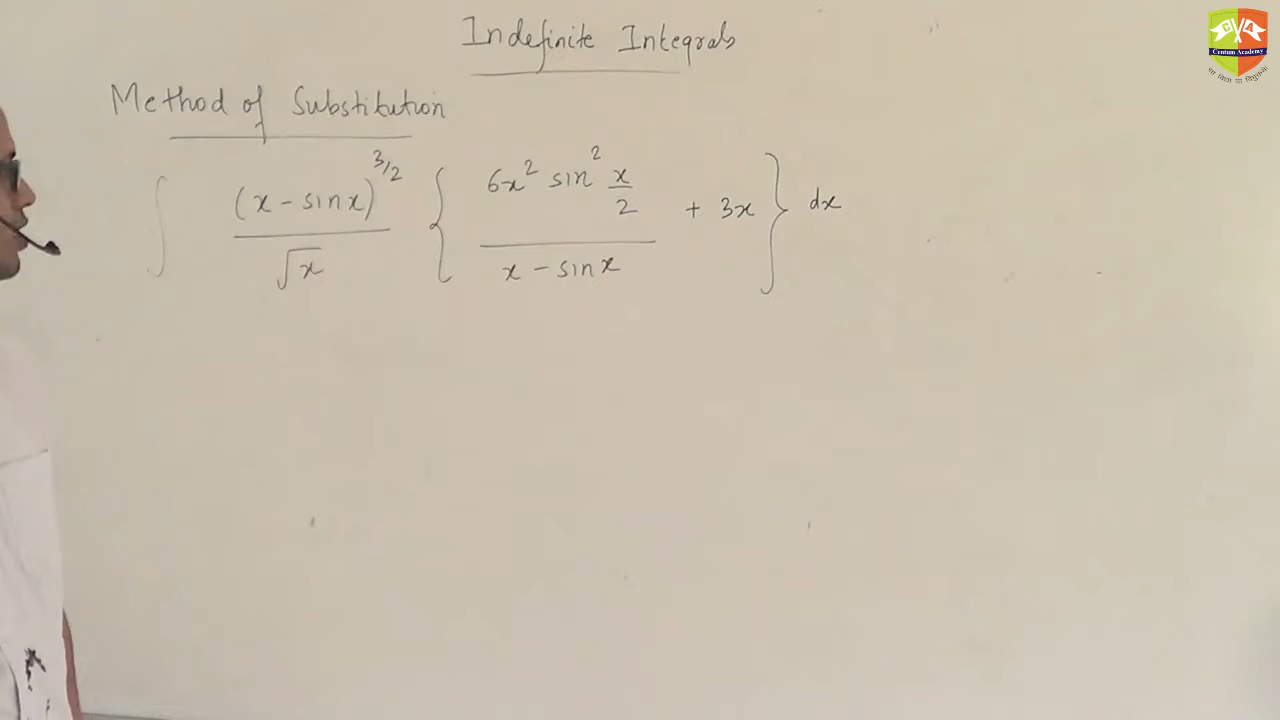 Indefinite Integrals
Method of Substitution
∫ (x - sin x)^3/2 / √x { 6x² sin² x/2 / x - sin x + 3x } dx
C A
Centum Academy